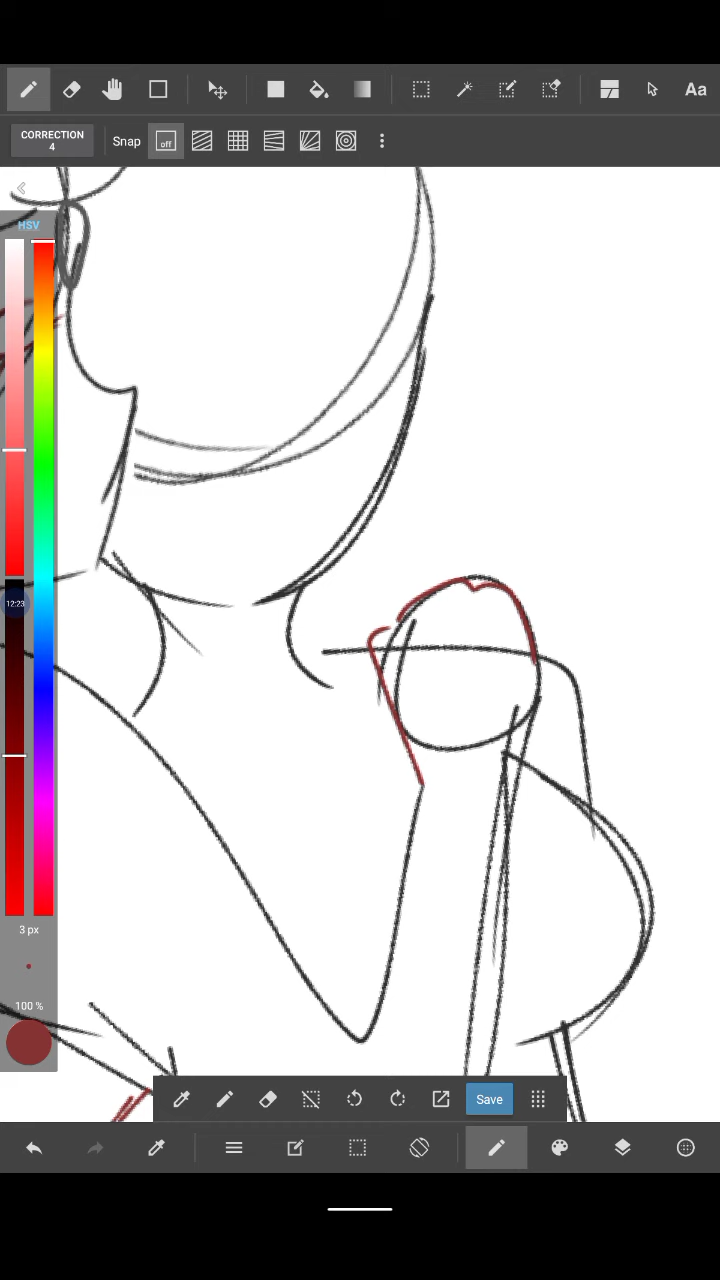 Aa
CORRECTION
4
Snap
off
HSV
12:23
3 px
100 %
Save